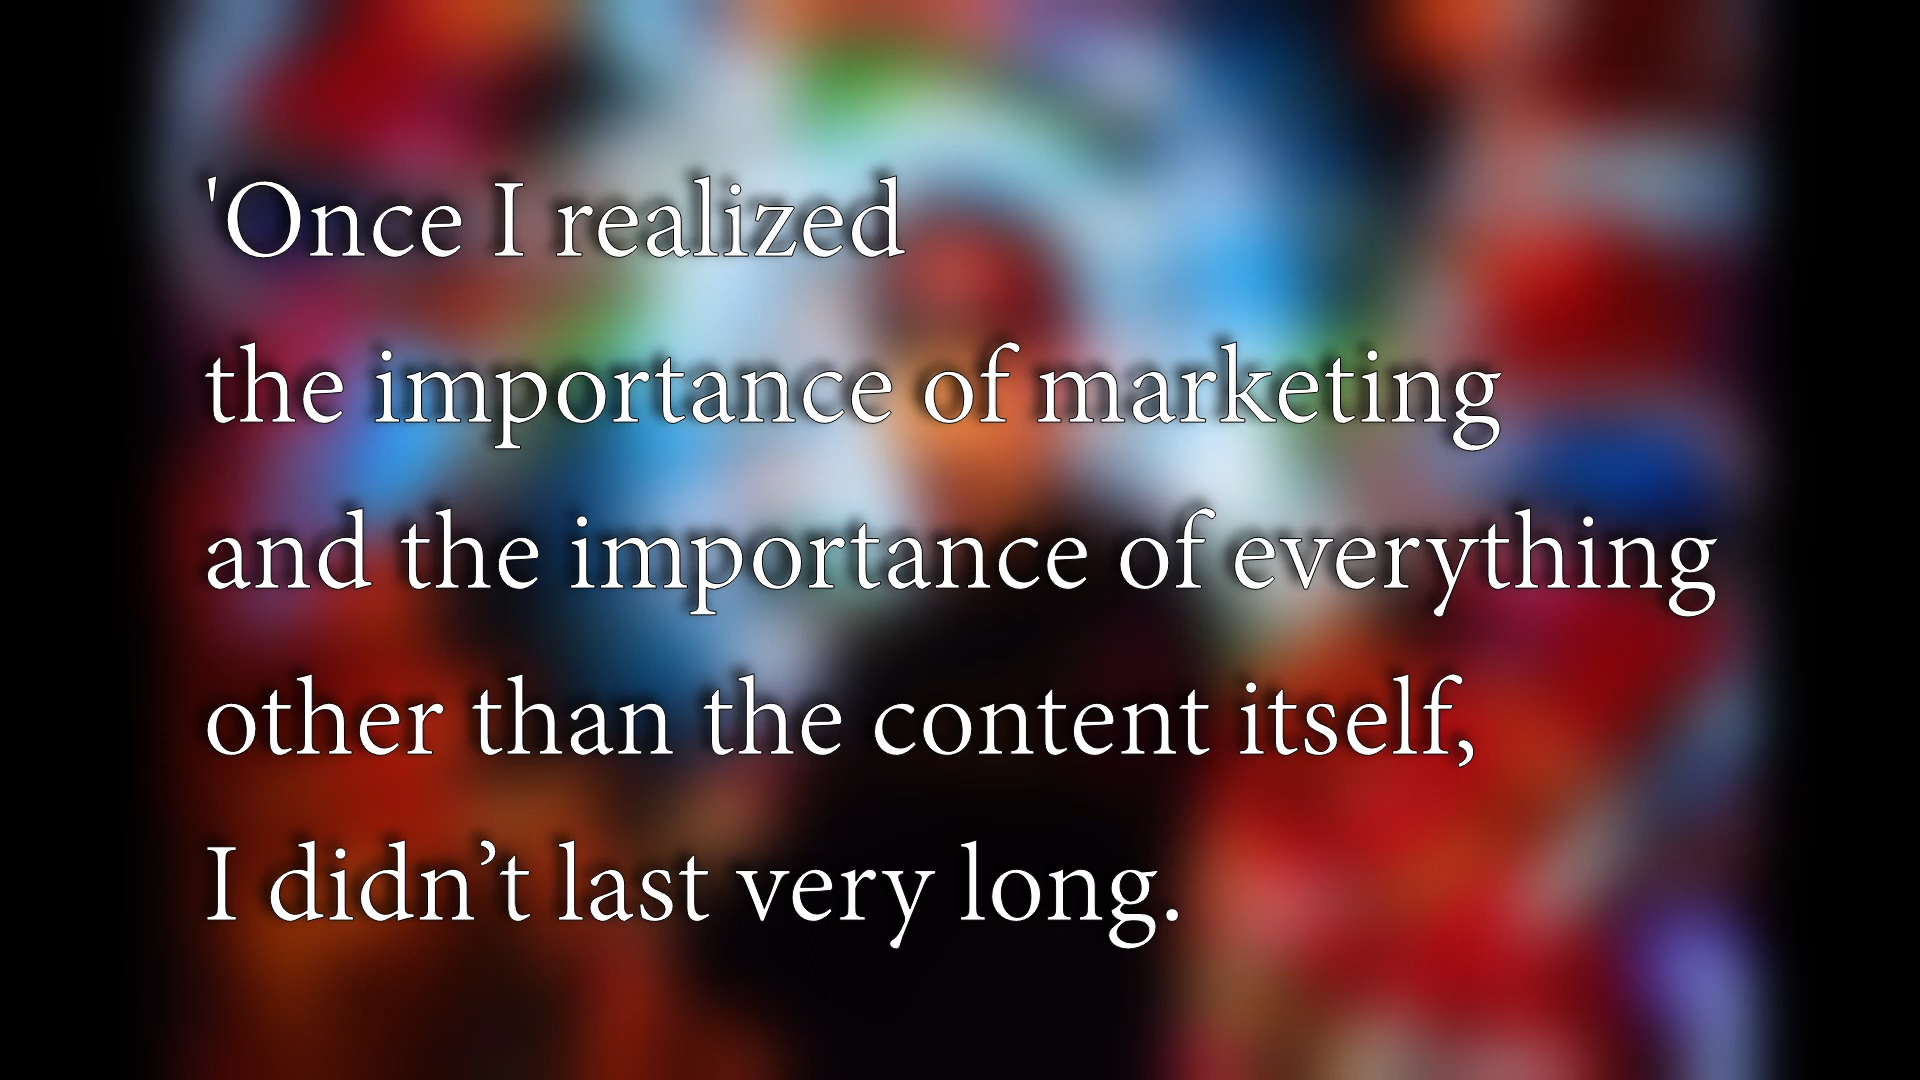 'Once I realized
the importance of marketing
and the importance of everything
other than the content itself,
I didn’t last very long.